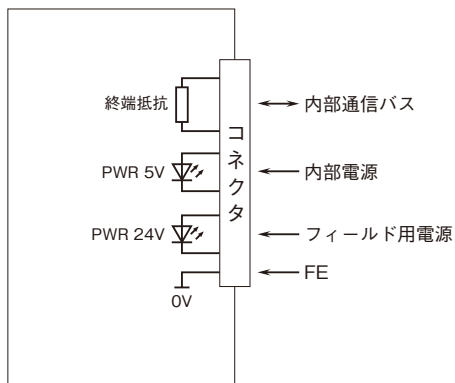 終端抵抗
内部通信バス
コネクタ
PWR 5V
内部電源
PWR 24V
フィールド用電源
FE
0V